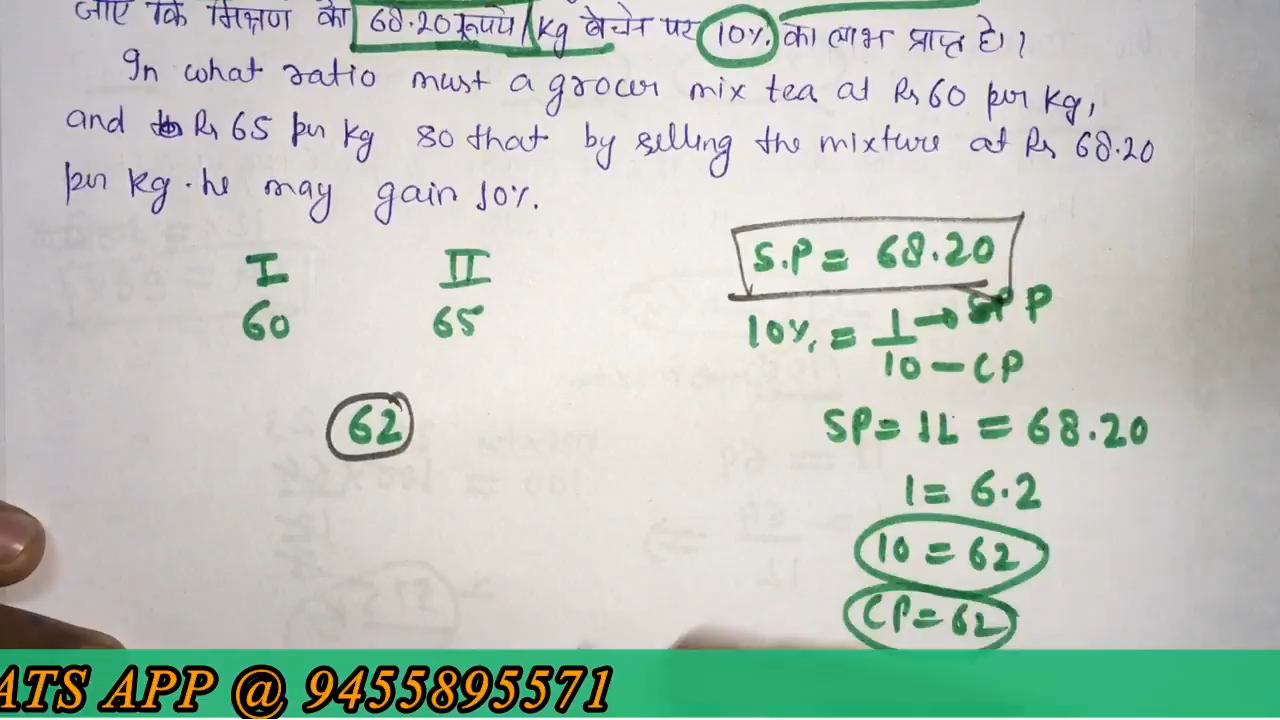 जाए कि मिश्रण को 68.20 रूपये/kg बेचने पर 10% का लाभ प्राप्त हो।
In what ratio must a grocer mix tea at Rs 60 per kg,
and Rs 65 per kg so that by selling the mixture at Rs 68.20
per kg. he may gain 10%.
I II
60 65
62
S.P = 68.20
10% = 1 → P
10 - CP
SP = 11 = 68.20
1 = 6.2
10 = 62
CP = 62
ATS APP @ 9455895571